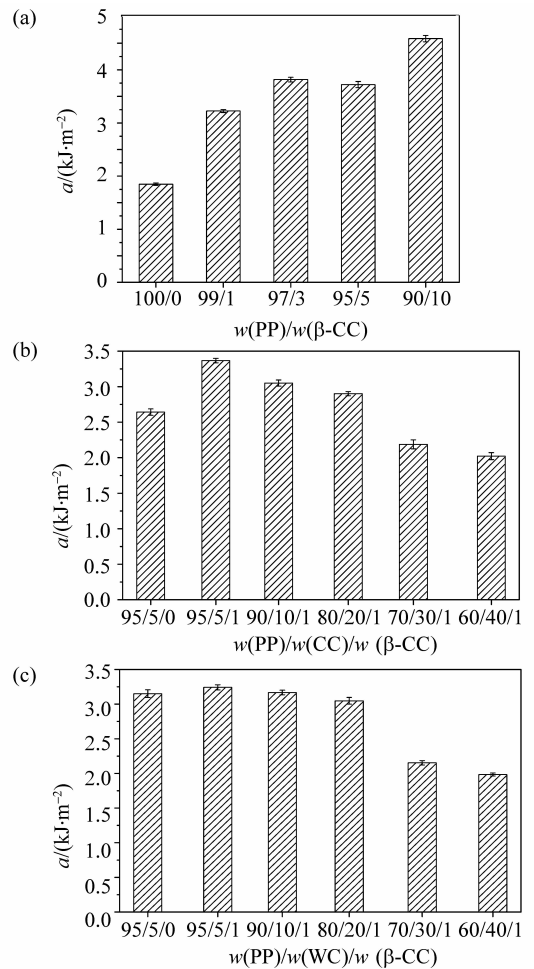 (a)
5
4
3
2
1
0
a/(kJ·m⁻²)
100/0 99/1 97/3 95/5 90/10
w(PP)/w(β-CC)
(b)
3.5
3.0
2.5
2.0
1.5
1.0
0.5
0.0
a/(kJ·m⁻²)
95/5/0 95/5/1 90/10/1 80/20/1 70/30/1 60/40/1
w(PP)/w(CC)/w (β-CC)
(c)
3.5
3.0
2.5
2.0
1.5
1.0
0.5
0.0
a/(kJ·m⁻²)
95/5/0 95/5/1 90/10/1 80/20/1 70/30/1 60/40/1
w(PP)/w(WC)/w (β-CC)